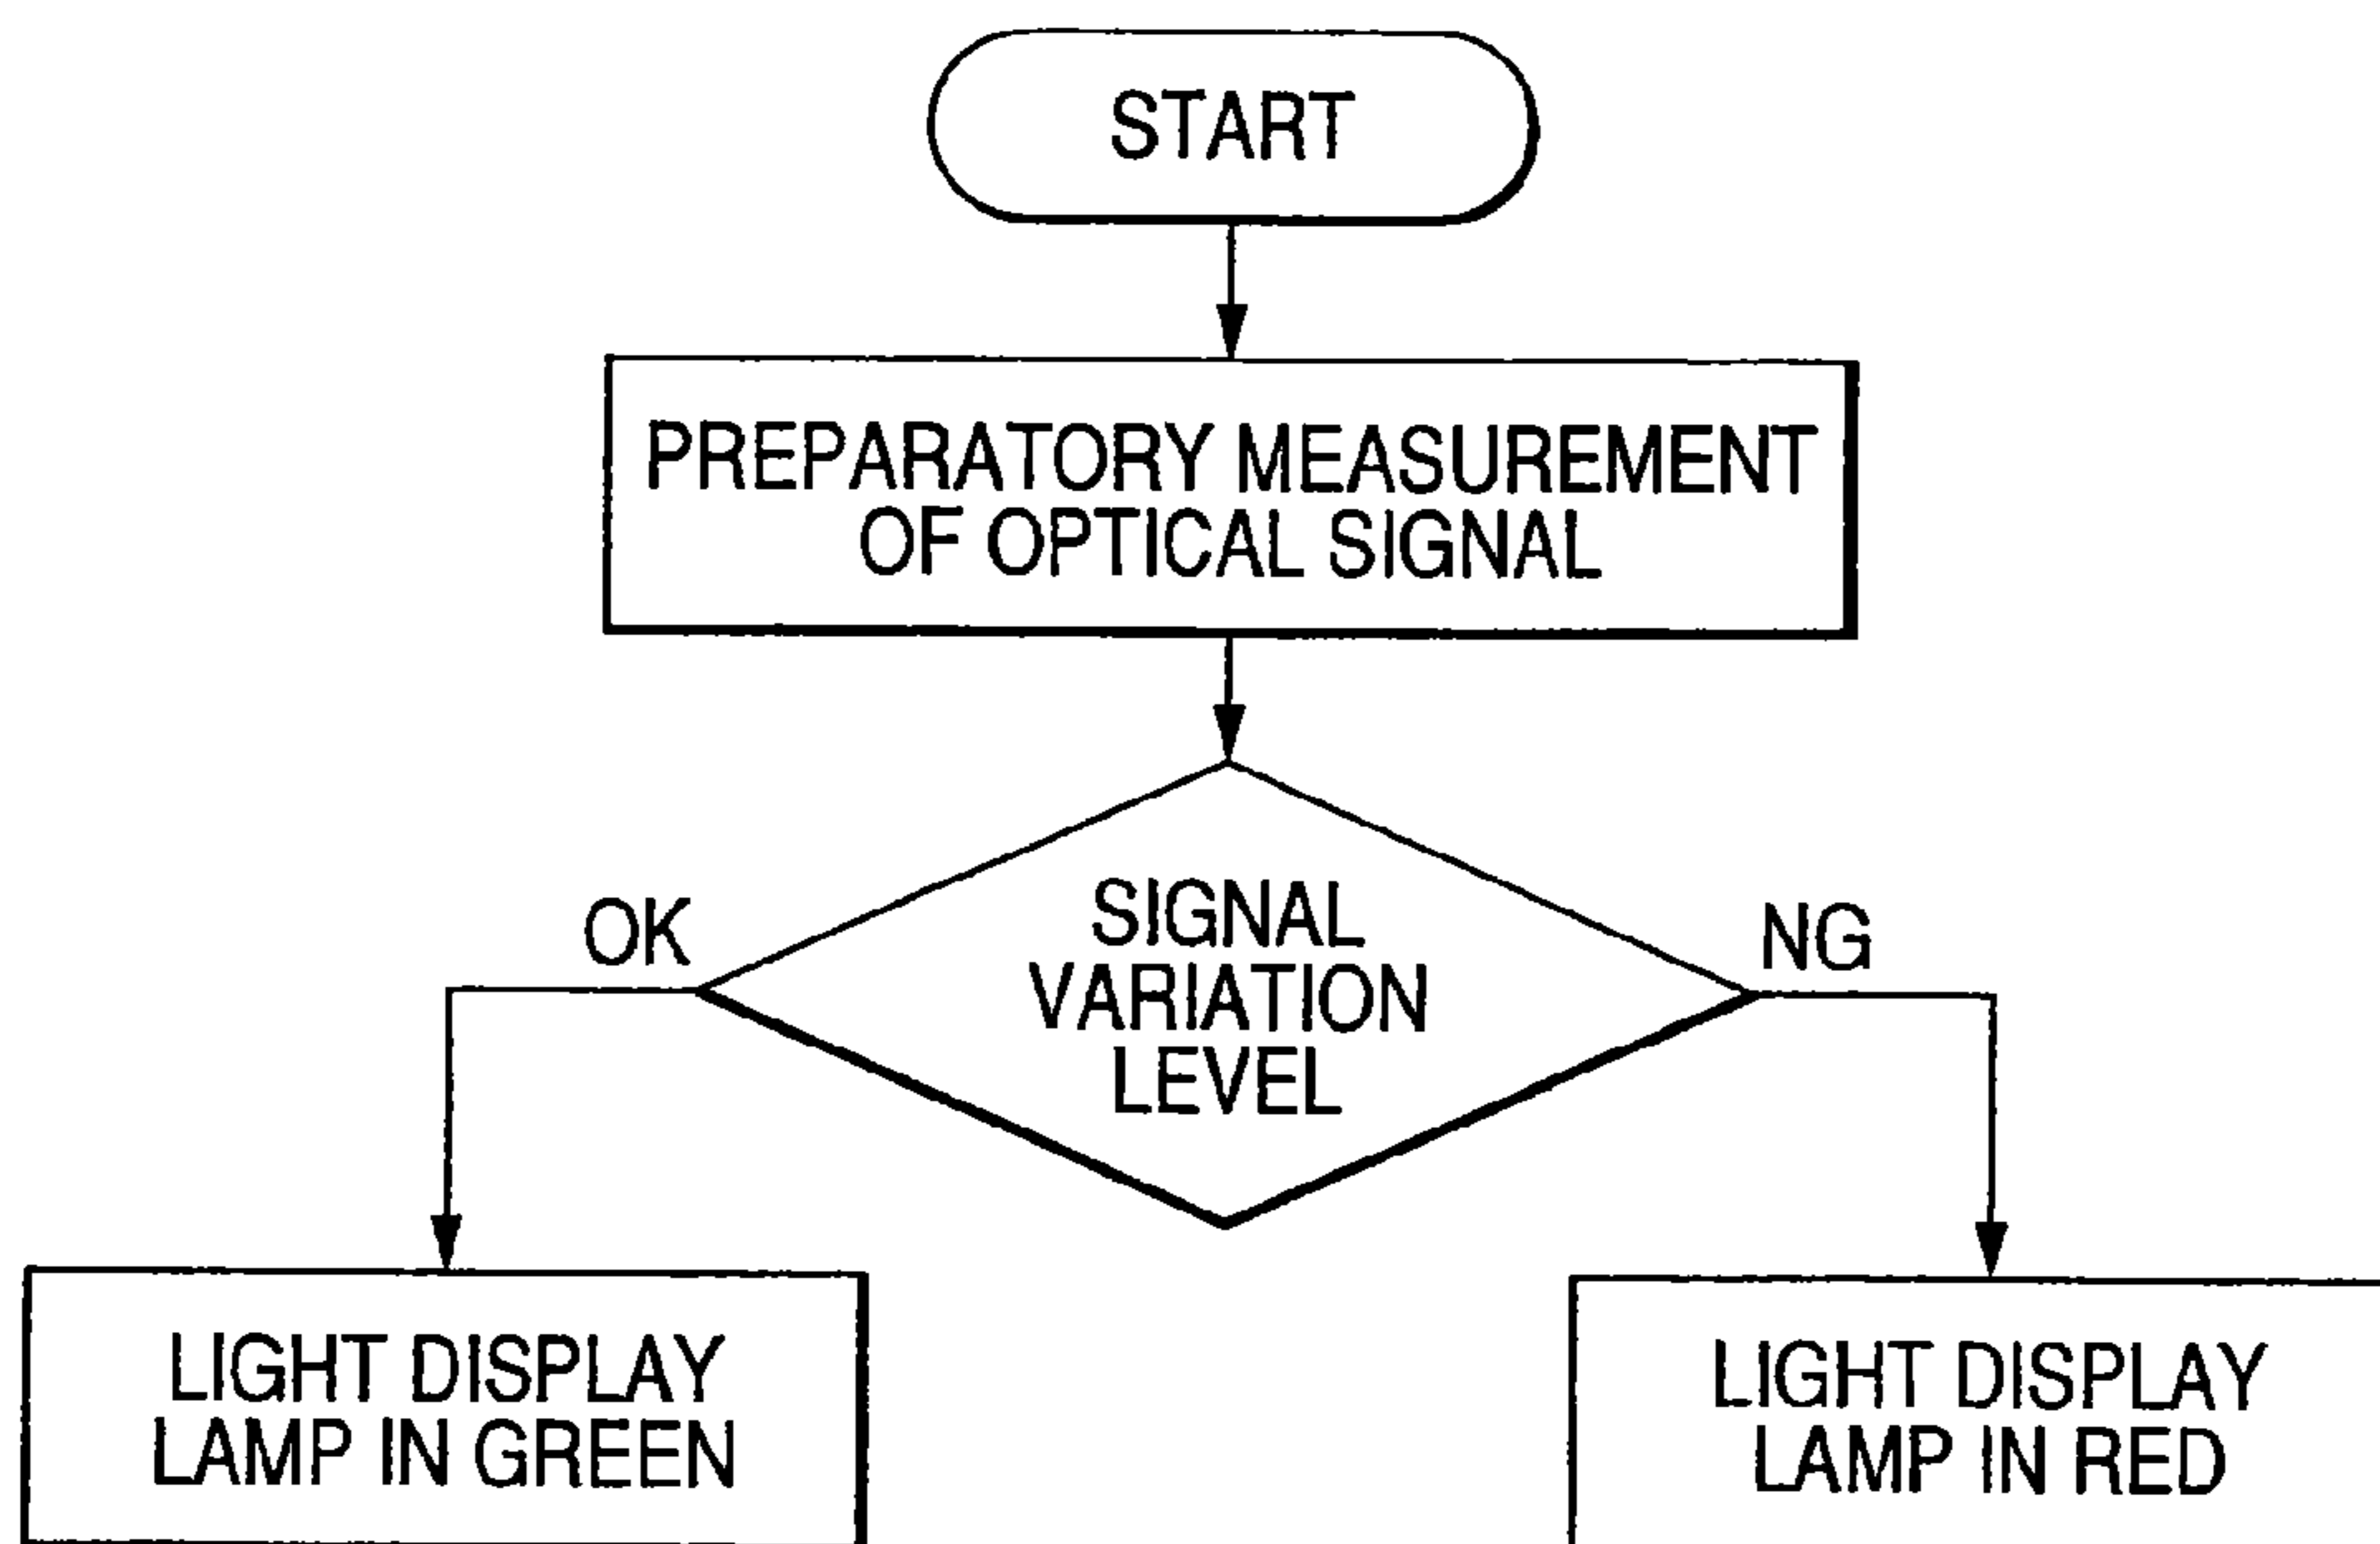 START
PREPARATORY MEASUREMENT
OF OPTICAL SIGNAL
SIGNAL
VARIATION
LEVEL
OK
NG
LIGHT DISPLAY
LAMP IN GREEN
LIGHT DISPLAY
LAMP IN RED